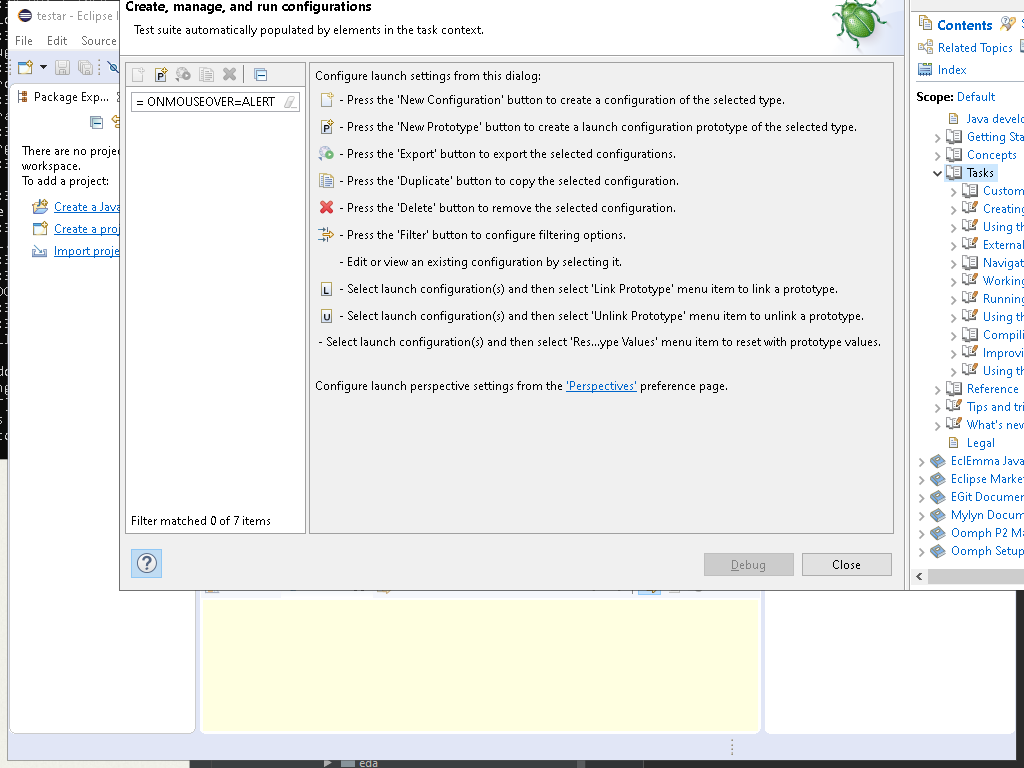 Create, manage, and run configurations
Test suite automatically populated by elements in the task context.
testar - Eclipse
File Edit Source
Package Exp...
There are no
workspace.
To add a project:
Create a Java
Create a
Import
= ONMOUSEOVER=ALERT
Filter matched 0 of 7 items
Configure launch settings from this dialog:
- Press the 'New Configuration' button to create a configuration of the selected type.
P - Press the 'New Prototype' button to create a launch configuration prototype of the selected type.
- Press the 'Export' button to export the selected configurations.
- Press the 'Duplicate' button to copy the selected configuration.
- Press the 'Delete' button to remove the selected configuration.
- Press the 'Filter' button to configure filtering options.
- Edit or view an existing configuration by selecting it.
L - Select launch configuration(s) and then select 'Link Prototype' menu item to link a prototype.
U - Select launch configuration(s) and then select 'Unlink Prototype' menu item to unlink a prototype.
- Select launch configuration(s) and then select 'Res...ype Values' menu item to reset with prototype values.
Configure launch perspective settings from the 'Perspectives' preference page.
?
Debug
Close
Contents
Related Topics
Index
Scope: Default
Java develo
Getting Sta
Concepts
Tasks
Custom
Creating
Using th
External
Navigat
Working
Running
Using th
Compili
Improvi
Using th
Reference
Tips and tri
What's new
Legal
EclEmma Java
Eclipse Marke
EGit Documen
Mylyn Docum
Oomph P2 Ma
Oomph Setup
eda